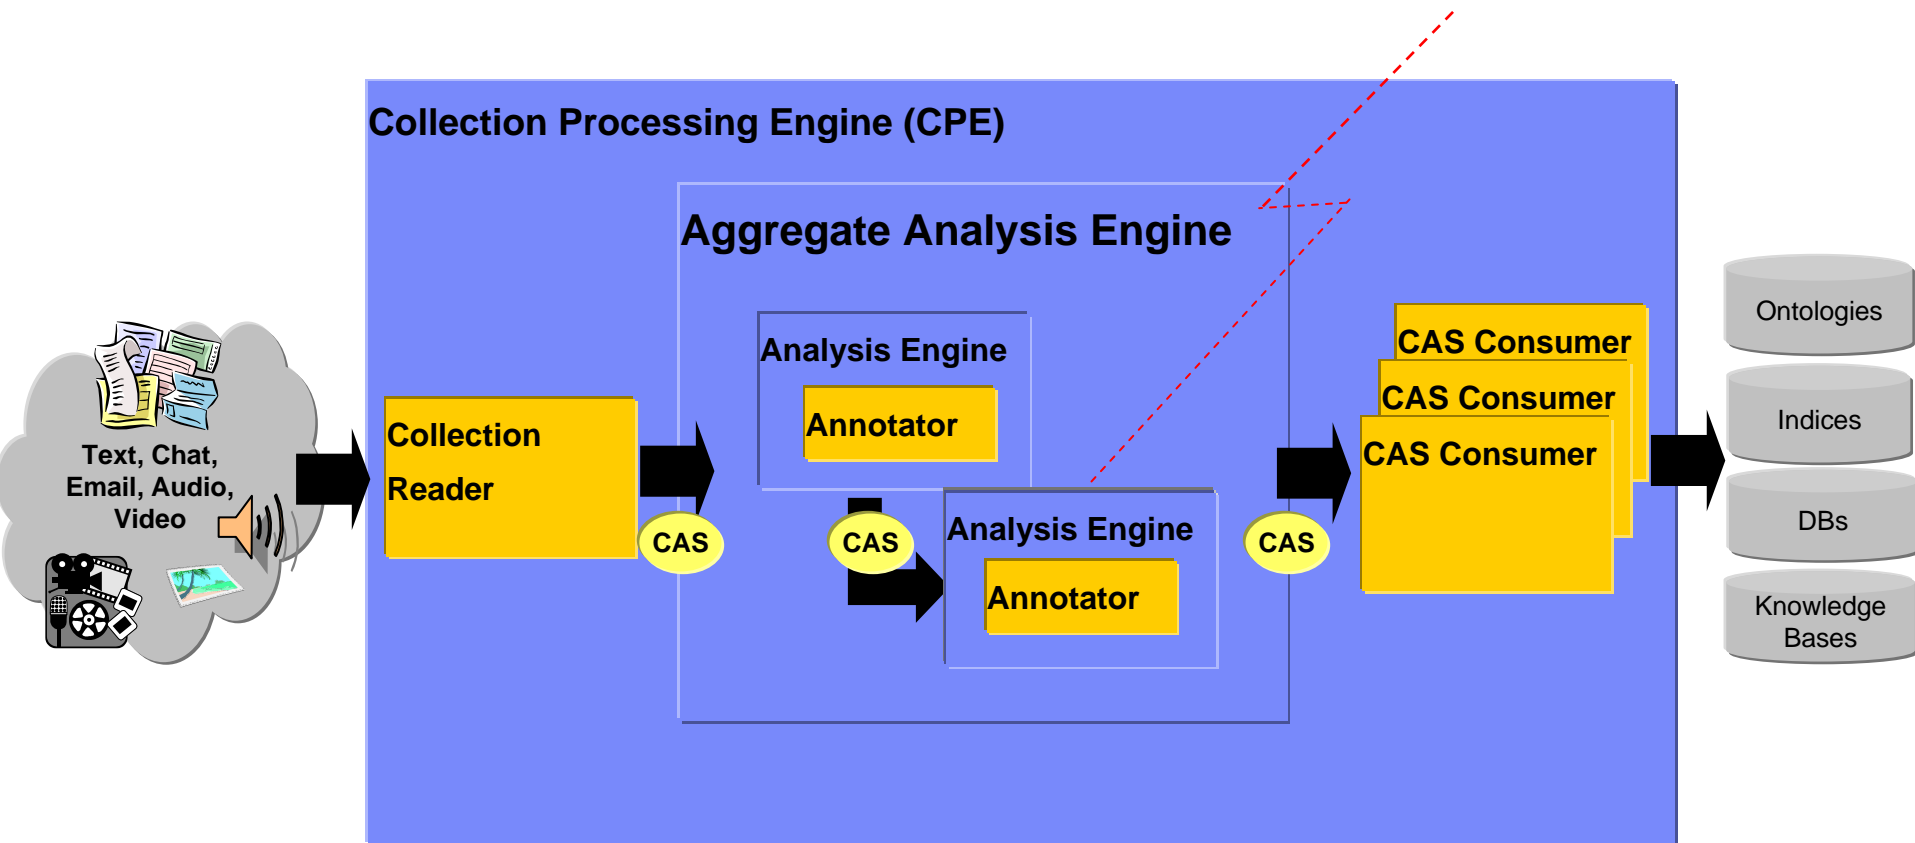 Collection Processing Engine (CPE)
Aggregate Analysis Engine
Text, Chat,
Email, Audio,
Video
Collection
Reader
CAS
Analysis Engine
Annotator
CAS
Analysis Engine
Annotator
CAS
CAS Consumer
CAS Consumer
CAS Consumer
Ontologies
Indices
DBs
Knowledge
Bases